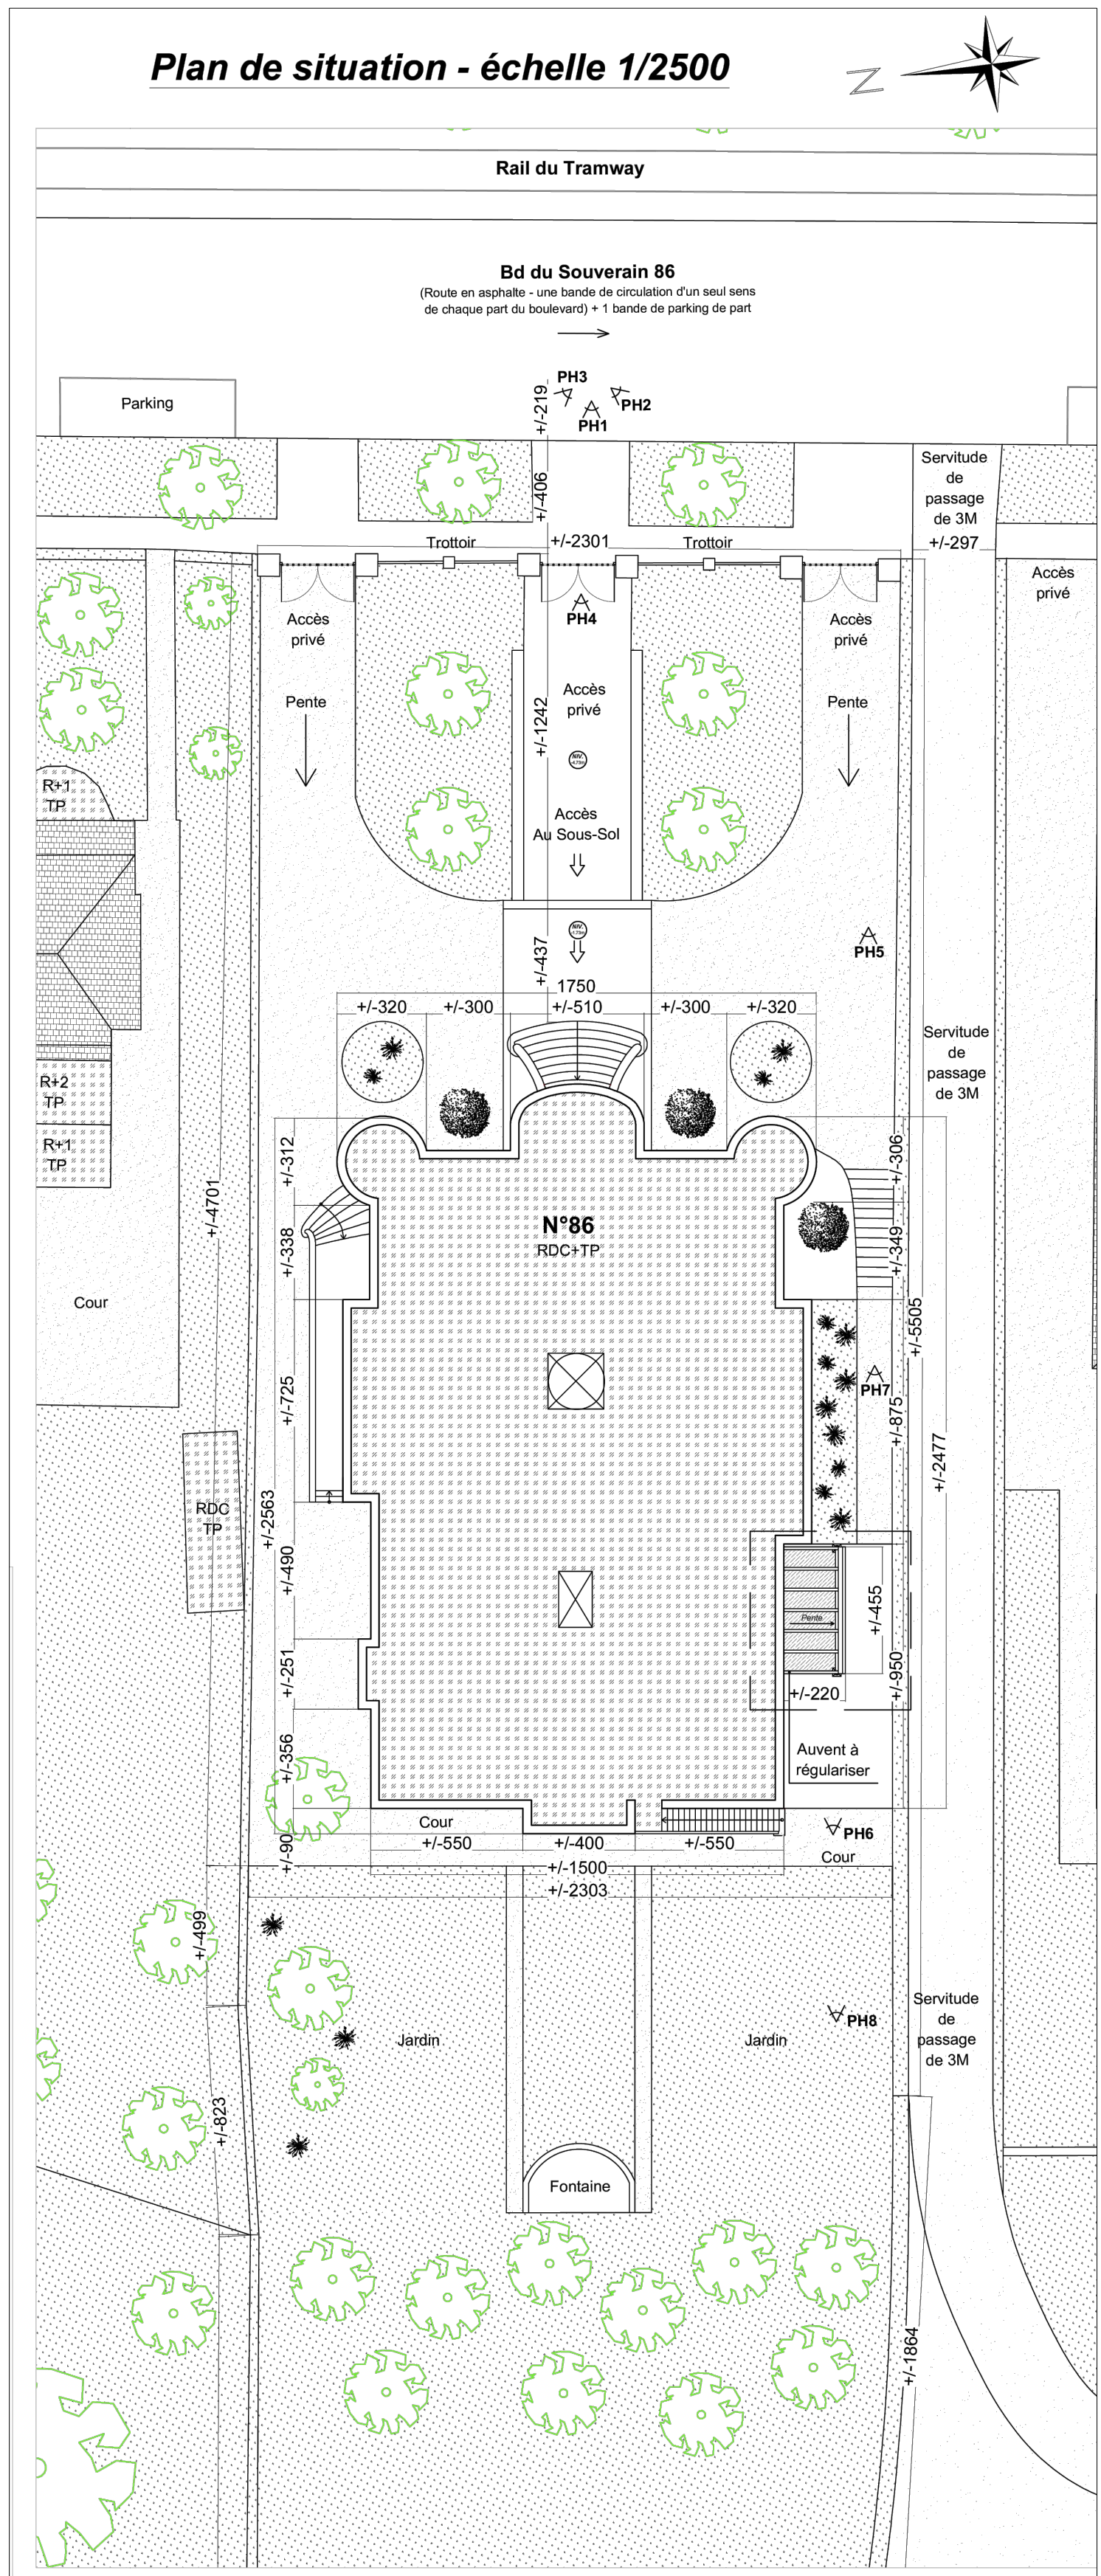 Plan de situation - échelle 1/2500
N
Rail du Tramway
Bd du Souverain 86
(Route en asphalte - une bande de circulation d'un seul sens
de chaque part du boulevard) + 1 bande de parking de part
Parking
PH3
PH2
PH1
+/-219
+/-406
Servitude
de
passage
de 3M
+/-297
Trottoir
+/-2301
Trottoir
Accès
privé
PH4
Accès
privé
Accès
privé
Pente
Accès
privé
Pente
+/-1242
NIV.
R+1
TP
Accès
Au Sous-Sol
NIV.
+/-437
PH5
1750
+/-320
+/-300
+/-510
+/-300
+/-320
Servitude
de
passage
de 3M
R+2
TP
R+1
TP
+/-312
+/-306
+/-4701
+/-338
N°86
RDC+TP
+/-349
Cour
+/-5505
+/-725
PH7
+/-875
+/-2477
RDC
TP
+/-2563
+/-490
+/-455
Pente
+/-251
+/-950
+/-220
+/-356
Auvent à
régulariser
Cour
PH6
+/-90
+/-550
+/-400
+/-550
Cour
+/-1500
+/-2303
+/-499
Jardin
Jardin
PH8
Servitude
de
passage
de 3M
+/-823
Fontaine
+/-1864